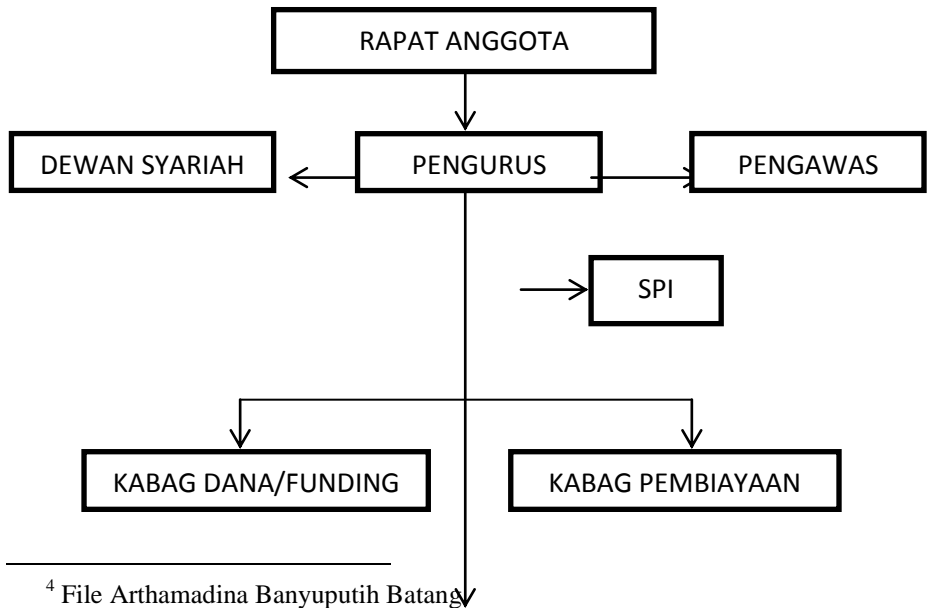 RAPAT ANGGOTA
DEWAN SYARIAH
PENGURUS
PENGAWAS
SPI
KABAG DANA/FUNDING
KABAG PEMBIAYAAN
4 File Arthamadina Banyuputih Batang